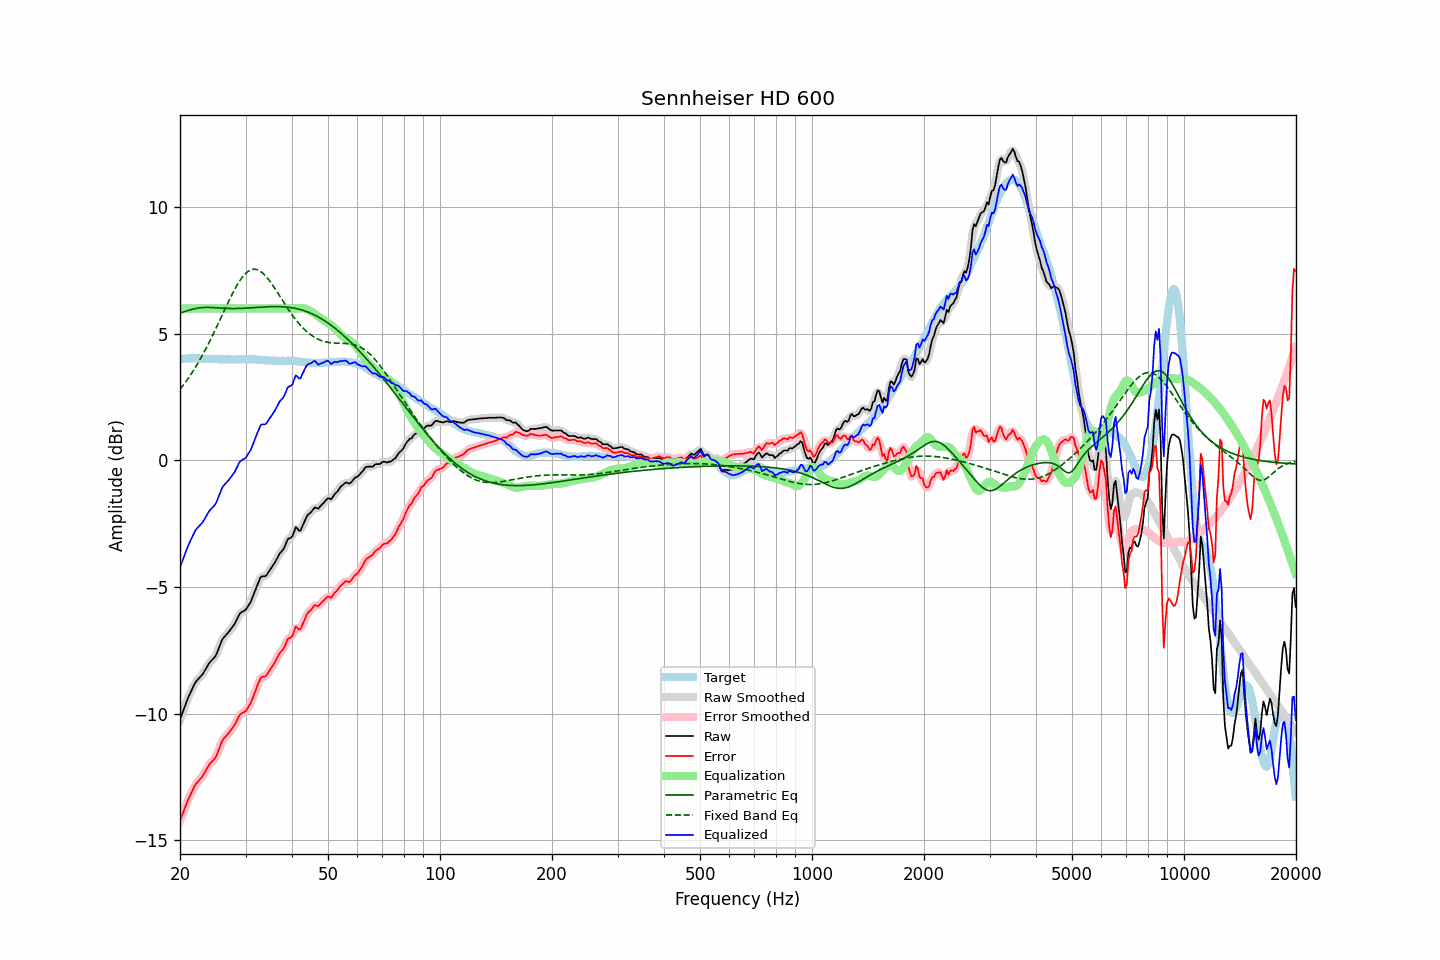 Sennheiser HD 600
Amplitude (dBr)
10
5
0
−5
−10
−15
Target
Raw Smoothed
Error Smoothed
Raw
Error
Equalization
Parametric Eq
Fixed Band Eq
Equalized
20 50 100 200 500 1000 2000 5000 10000 20000
Frequency (Hz)